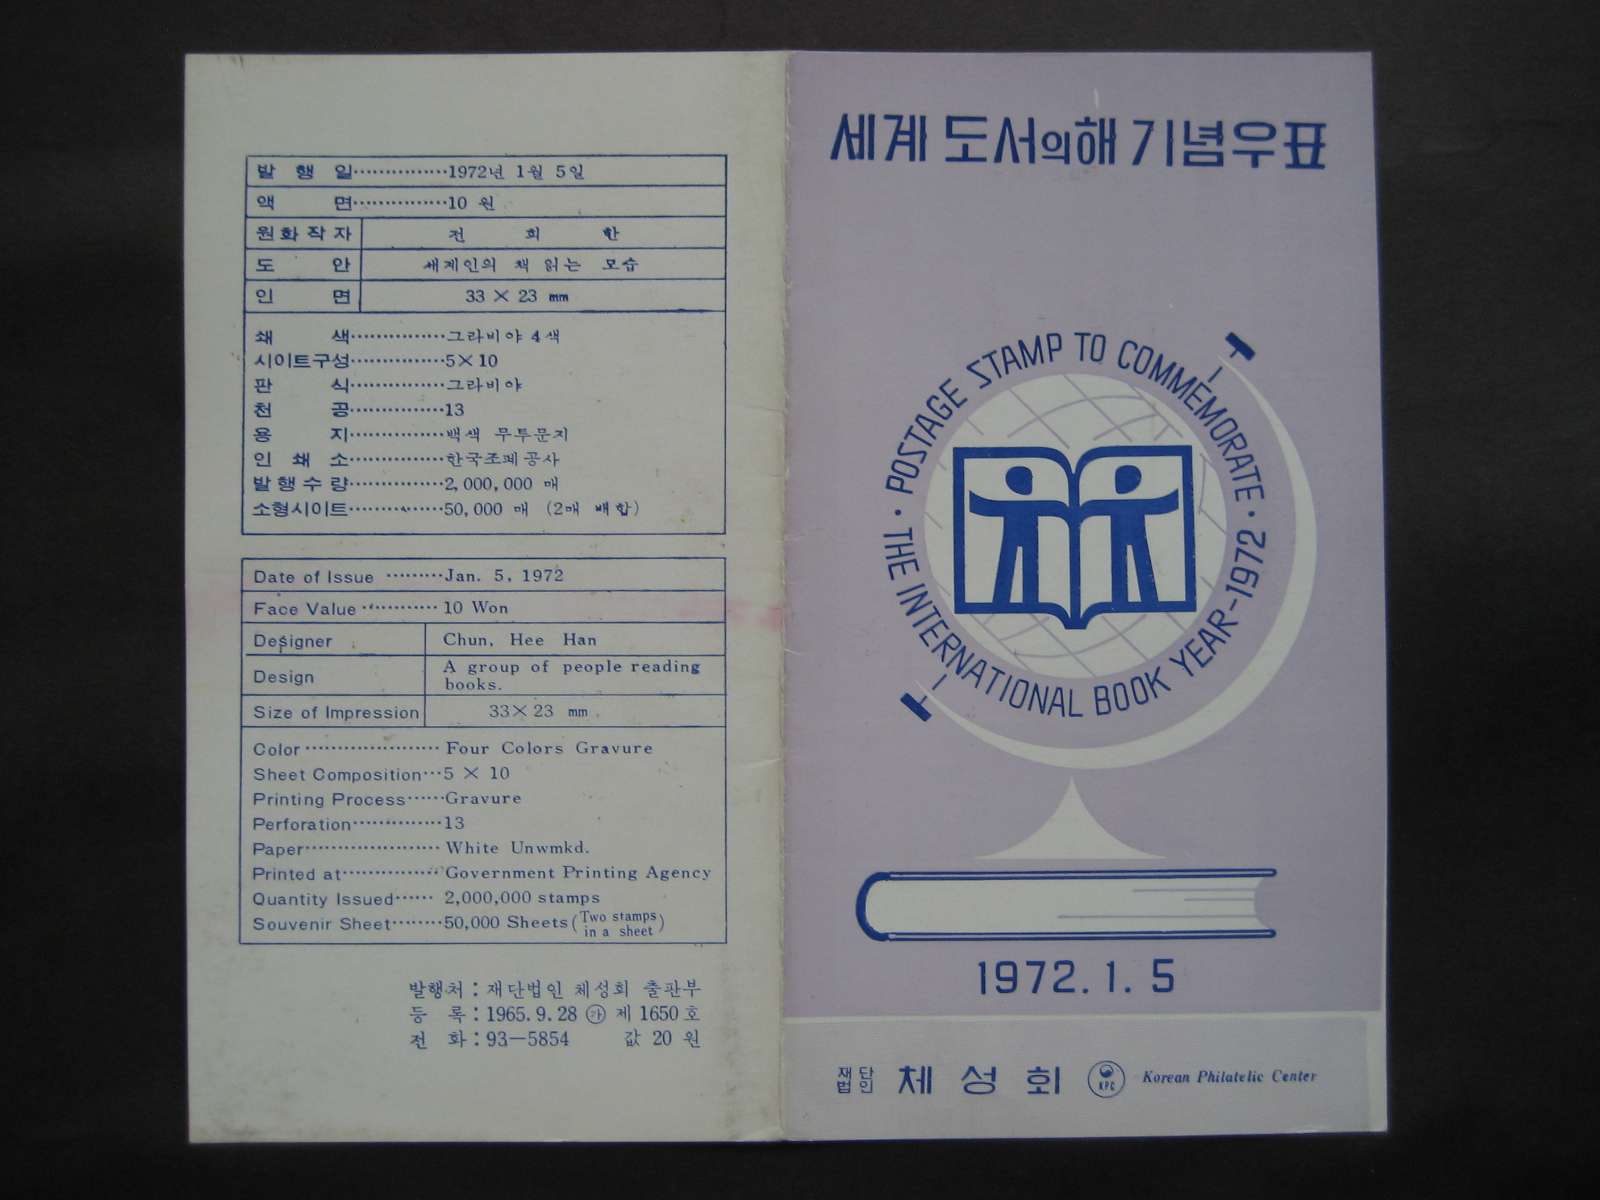 발 행 일···············1972년 1월 5일
액 면···············10 원
원화작자 전 희 한
도 안 세계인의 책 읽는 모습
인 면 33 × 23 mm
쇄 색···············그라비야 4색
시이트구성···············5×10
판 식···············그라비야
천 공···············13
용 지···············백색 무투문지
인 쇄 소···············한국조폐공사
발행수량···············2,000,000 매
소형시이트···············50,000 매 (2매 배합)
Date of Issue ·········Jan. 5, 1972
Face Value ············ 10 Won
Designer Chun, Hee Han
Design A group of people reading
books.
Size of Impression 33×23 mm
Color ······················ Four Colors Gravure
Sheet Composition···5 × 10
Printing Process······Gravure
Perforation···············13
Paper······················ White Unwmkd.
Printed at················Government Printing Agency
Quantity Issued······ 2,000,000 stamps
Souvenir Sheet········50,000 Sheets (Two stamps
in a sheet)
발행처 : 재단법인 체성회 출판부
등 록 : 1965. 9. 28 ㉮ 제 1650 호
전 화 : 93—5854 값 20 원
세계 도서의해 기념우표
· POSTAGE STAMP TO COMMEMORATE ·
THE INTERNATIONAL BOOK YEAR-1972
1972. 1. 5
재단
법인 체 성 회 KPC Korean Philatelic Center